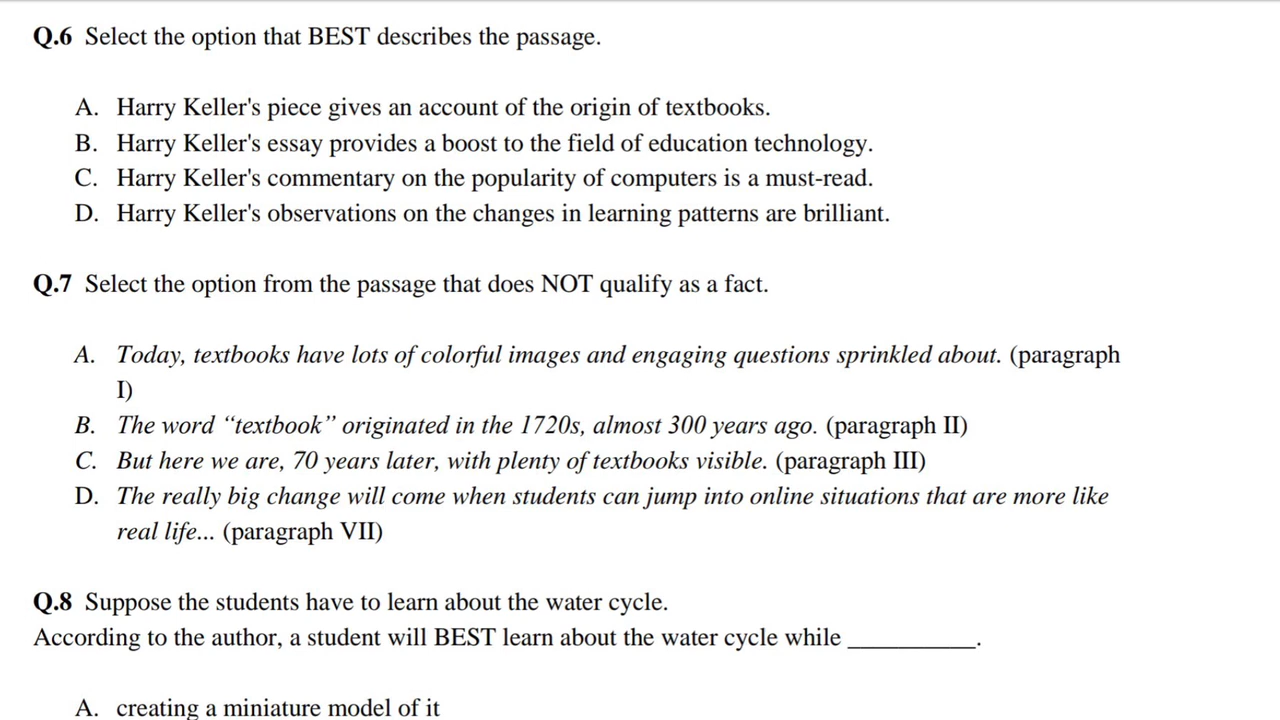 Q.6 Select the option that BEST describes the passage.
A. Harry Keller's piece gives an account of the origin of textbooks.
B. Harry Keller's essay provides a boost to the field of education technology.
C. Harry Keller's commentary on the popularity of computers is a must-read.
D. Harry Keller's observations on the changes in learning patterns are brilliant.
Q.7 Select the option from the passage that does NOT qualify as a fact.
A. Today, textbooks have lots of colorful images and engaging questions sprinkled about. (paragraph
I)
B. The word “textbook” originated in the 1720s, almost 300 years ago. (paragraph II)
C. But here we are, 70 years later, with plenty of textbooks visible. (paragraph III)
D. The really big change will come when students can jump into online situations that are more like
real life... (paragraph VII)
Q.8 Suppose the students have to learn about the water cycle.
According to the author, a student will BEST learn about the water cycle while __________.
A. creating a miniature model of it